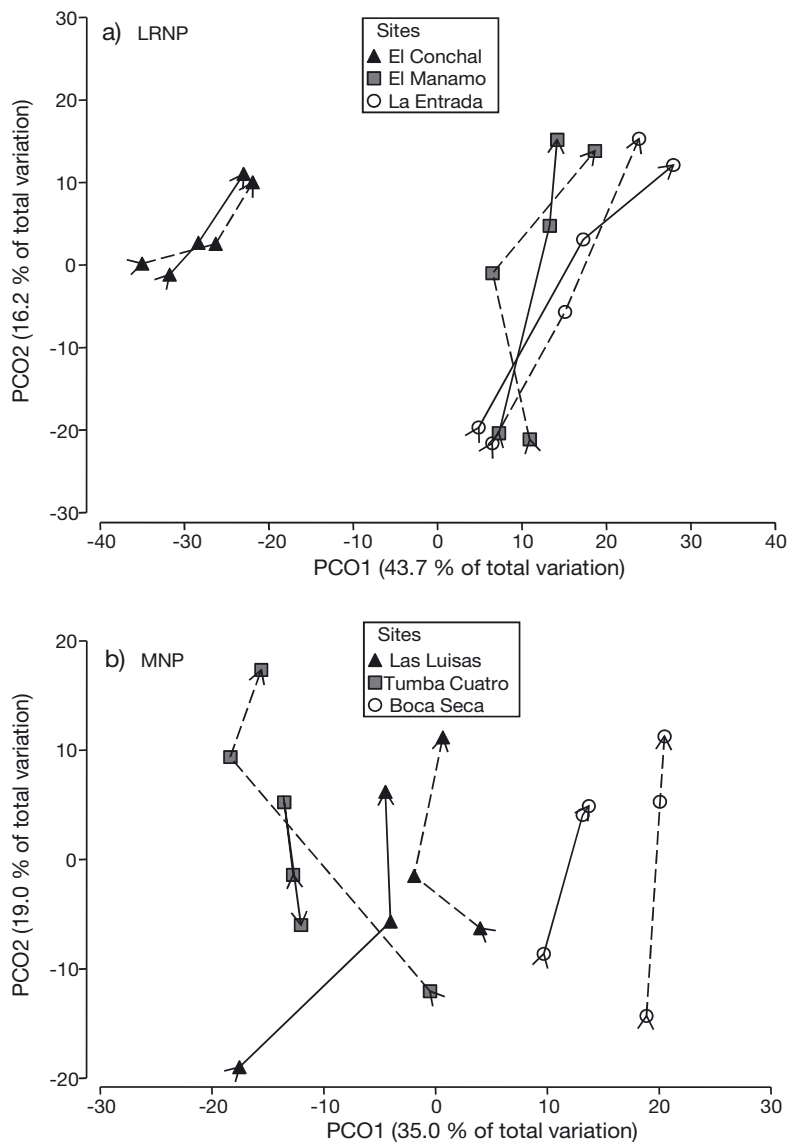 a) LRNP
Sites
El Conchal
El Manamo
La Entrada
30
20
10
0
-10
-20
-30
PCO2 (16.2 % of total variation)
-40
-30
-20
-10
0
10
20
30
40
PCO1 (43.7 % of total variation)
b) MNP
Sites
Las Luisas
Tumba Cuatro
Boca Seca
20
10
0
-10
-20
PCO2 (19.0 % of total variation)
-30
-20
-10
0
10
20
30
PCO1 (35.0 % of total variation)